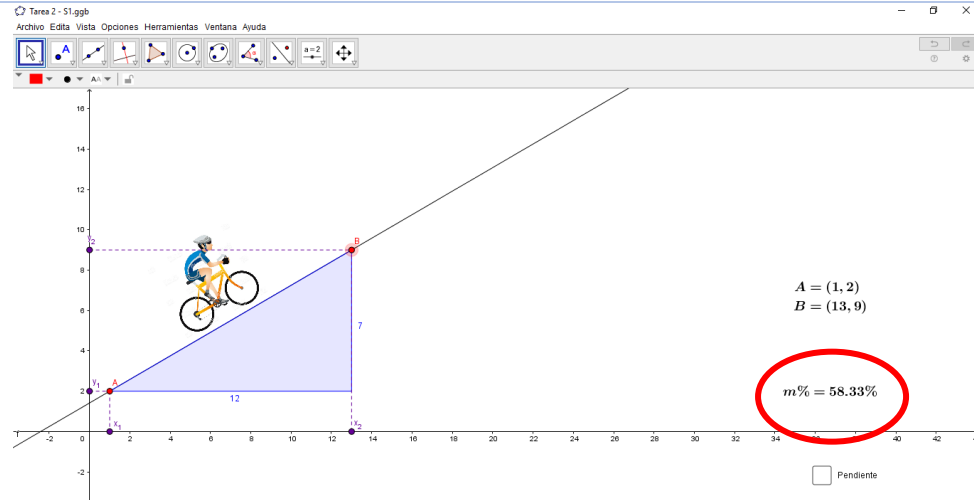 Tarea 2 - S1.ggb
Archivo Edita Vista Opciones Herramientas Ventana Ayuda
A
a=2
AA
16
14
12
10
8
6
4
2
0
-2
-2
2
4
6
8
10
12
14
16
18
20
22
24
26
28
30
32
34
36
38
40
42
y₂
B
7
y₁
A
12
x₁
x₂
f
A = (1, 2)
B = (13, 9)
m% = 58.33%
Pendiente